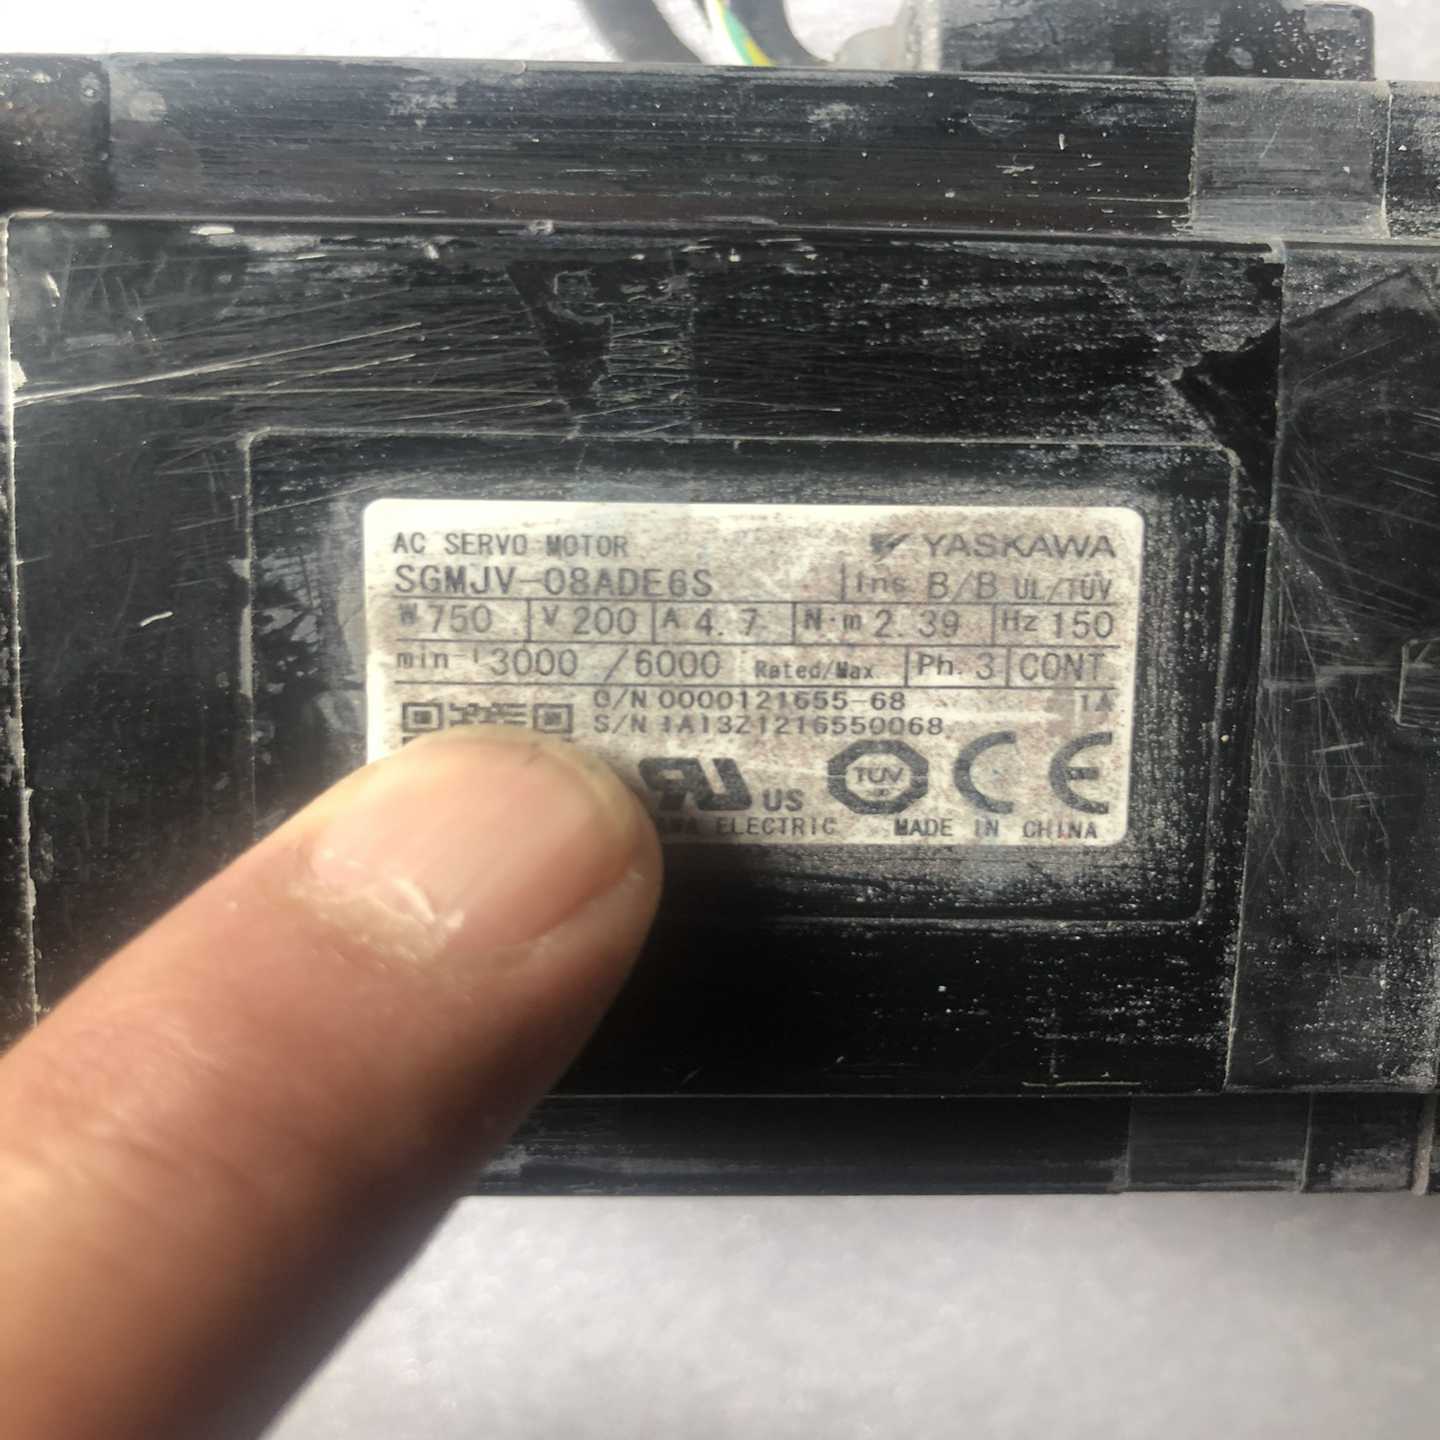 AC SERVO MOTOR YASKAWA
SGMJV-08ADE6S Ins B/B UL/TÜV
W 750 V 200 A 4.7 N·m 2.39 Hz 150
min⁻¹ 3000 /6000 Rated/Max Ph. 3 CONT
O/N 0000121655-68 1A
S/N 1A13Z1216550068
US TÜV CE
ELECTRIC MADE IN CHINA